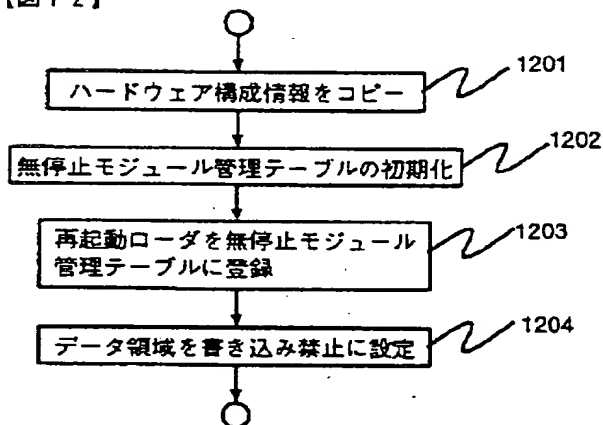 【図12】
ハードウェア構成情報をコピー
1201
無停止モジュール管理テーブルの初期化
1202
再起動ローダを無停止モジュール
管理テーブルに登録
1203
データ領域を書き込み禁止に設定
1204